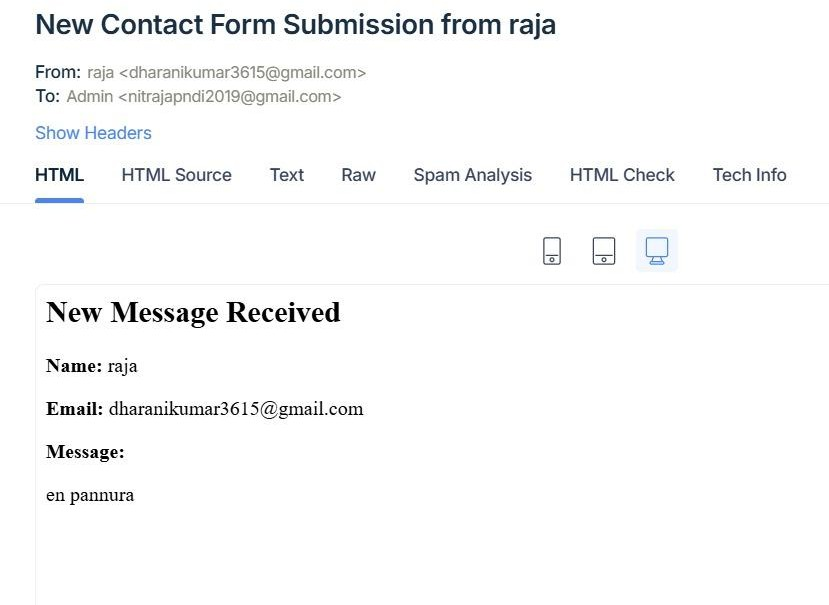 New Contact Form Submission from raja
From: raja <dharanikumar3615@gmail.com>
To: Admin <nitrajapndi2019@gmail.com>
Show Headers
HTML HTML Source Text Raw Spam Analysis HTML Check Tech Info
New Message Received
Name: raja
Email: dharanikumar3615@gmail.com
Message:
en pannura